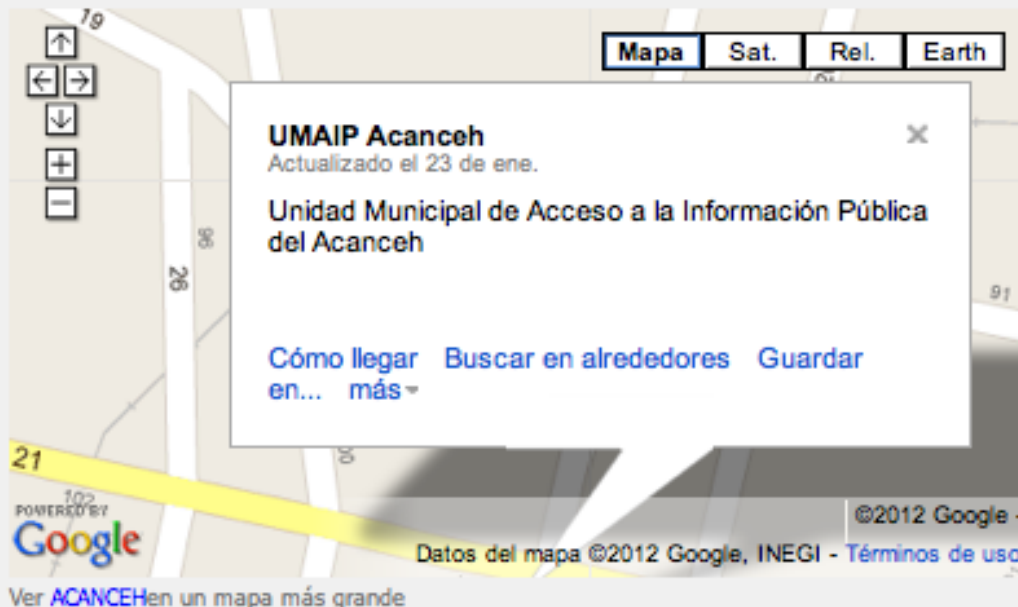 19
Mapa Sat. Rel. Earth
UMAIP Acanceh
Actualizado el 23 de ene.
Unidad Municipal de Acceso a la Información Pública
del Acanceh
96
26
91
Cómo llegar Buscar en alrededores Guardar
en... más
21
102
POWERED BY
Google
©2012 Google -
Datos del mapa ©2012 Google, INEGI - Términos de uso
Ver ACANCEHen un mapa más grande